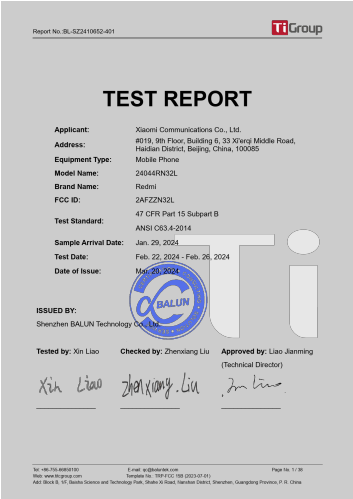 Report No.:BL-SZ2410652-401
TiGroup
TEST REPORT
Applicant: Xiaomi Communications Co., Ltd.
Address: #019, 9th Floor, Building 6, 33 Xi'erqi Middle Road,
Haidian District, Beijing, China, 100085
Equipment Type: Mobile Phone
Model Name: 24044RN32L
Brand Name: Redmi
FCC ID: 2AFZZN32L
Test Standard: 47 CFR Part 15 Subpart B
ANSI C63.4-2014
Sample Arrival Date: Jan. 29, 2024
Test Date: Feb. 22, 2024 - Feb. 26, 2024
Date of Issue: Mar. 28, 2024
BALUN
ISSUED BY:
Shenzhen BALUN Technology Co., Ltd.
Tested by: Xin Liao Checked by: Zhenxiang Liu Approved by: Liao Jianming
(Technical Director)
Xin Liao Zhenxiang Liu
Tel: +86-755-66850100 E-mail: qc@baluntek.com Page No. 1 / 38
Web: www.titcgroup.com Template No.: TRP-FCC 15B (2023-07-01)
Add: Block B, 1/F, Baisha Science and Technology Park, Shahe Xi Road, Nanshan District, Shenzhen, Guangdong Province, P. R. China
Ti